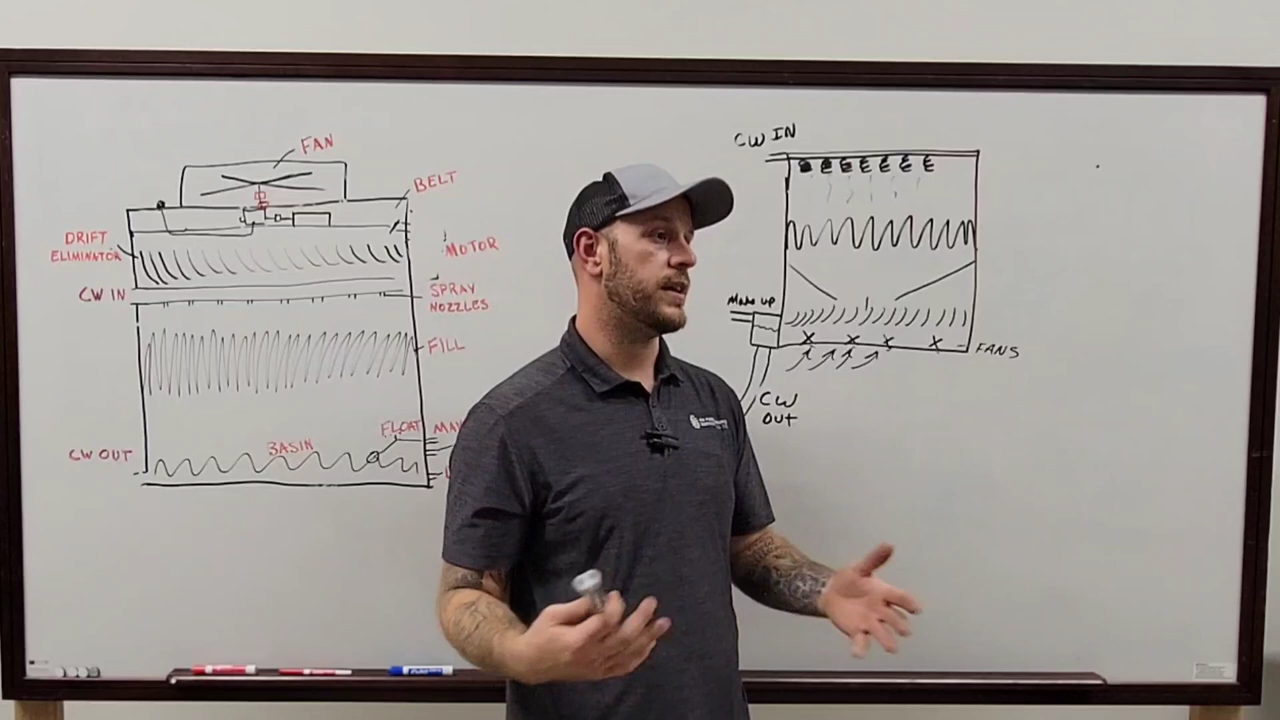 FAN
BELT
DRIFT
ELIMINATOR
MOTOR
CW IN
SPRAY
NOZZLES
FILL
FLOAT
BASIN
CW OUT
CW IN
Make up
FANS
CW
OUT